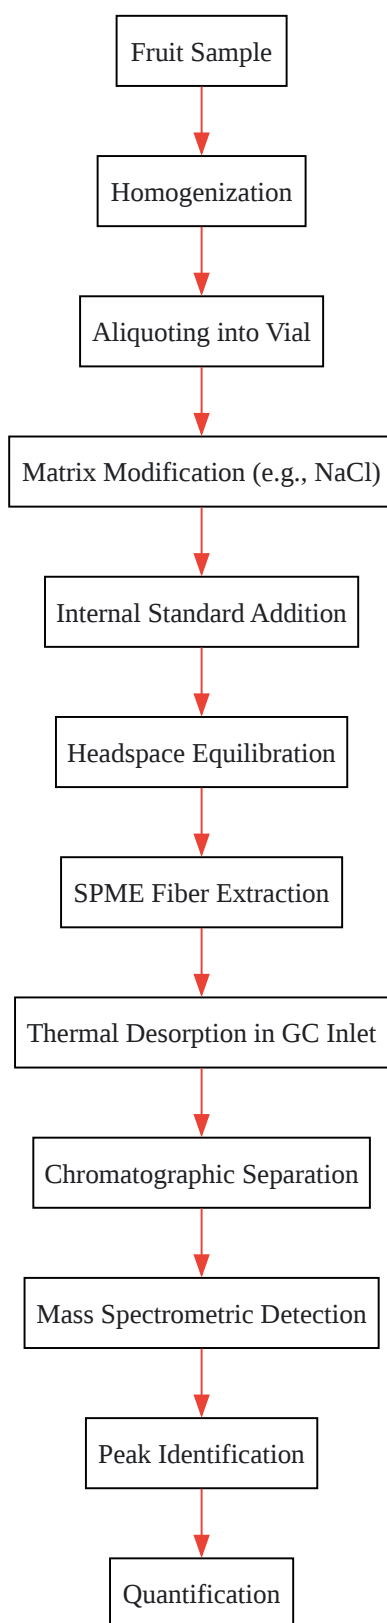 Fruit Sample
Homogenization
Aliquoting into Vial
Matrix Modification (e.g., NaCl)
Internal Standard Addition
Headspace Equilibration
SPME Fiber Extraction
Thermal Desorption in GC Inlet
Chromatographic Separation
Mass Spectrometric Detection
Peak Identification
Quantification